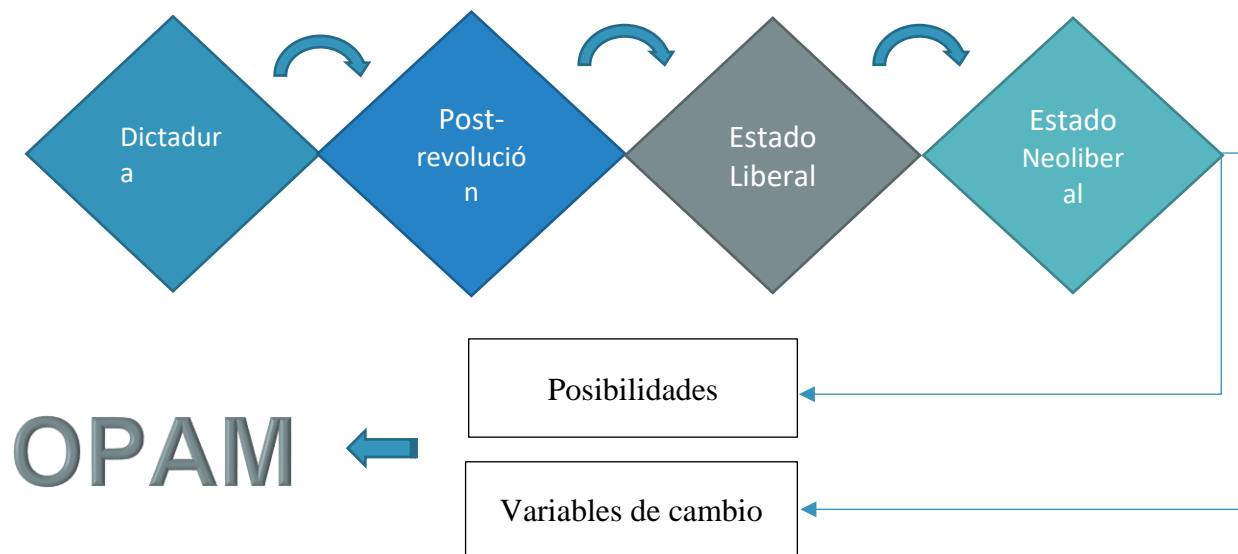 Dictadur
a
Post-
revolució
n
Estado
Liberal
Estado
Neoliber
al
Posibilidades
OPAM
Variables de cambio